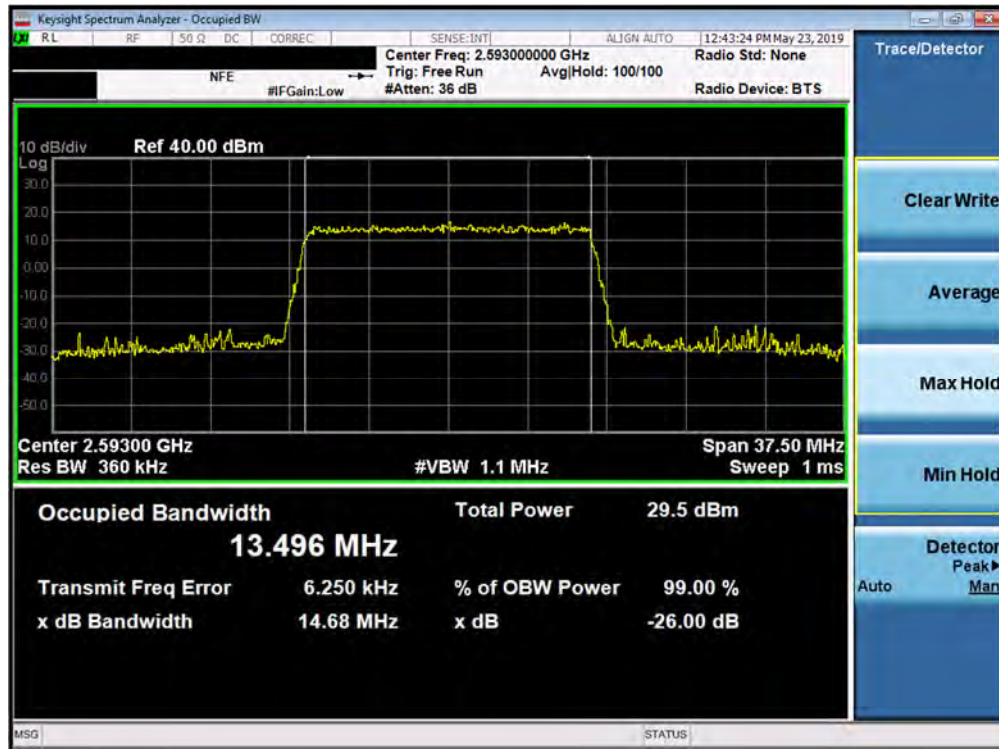 Keysight Spectrum Analyzer - Occupied BW
LXI RL RF 50 Ω DC CORREC SENSE:INT ALIGN AUTO 12:43:24 PM May 23, 2019
Center Freq: 2.593000000 GHz Radio Std: None
NFE Trig: Free Run Avg|Hold: 100/100
#IFGain:Low #Atten: 36 dB Radio Device: BTS
Trace/Detector
10 dB/div Ref 40.00 dBm
Log
30.0
20.0
10.0
0.00
-10.0
-20.0
-30.0
-40.0
-50.0
Center 2.59300 GHz Span 37.50 MHz
Res BW 360 kHz #VBW 1.1 MHz Sweep 1 ms
Occupied Bandwidth Total Power 29.5 dBm
13.496 MHz
Transmit Freq Error 6.250 kHz % of OBW Power 99.00 %
x dB Bandwidth 14.68 MHz x dB -26.00 dB
Clear Write
Average
Max Hold
Min Hold
Detector
Peak
Auto Man
MSG STATUS